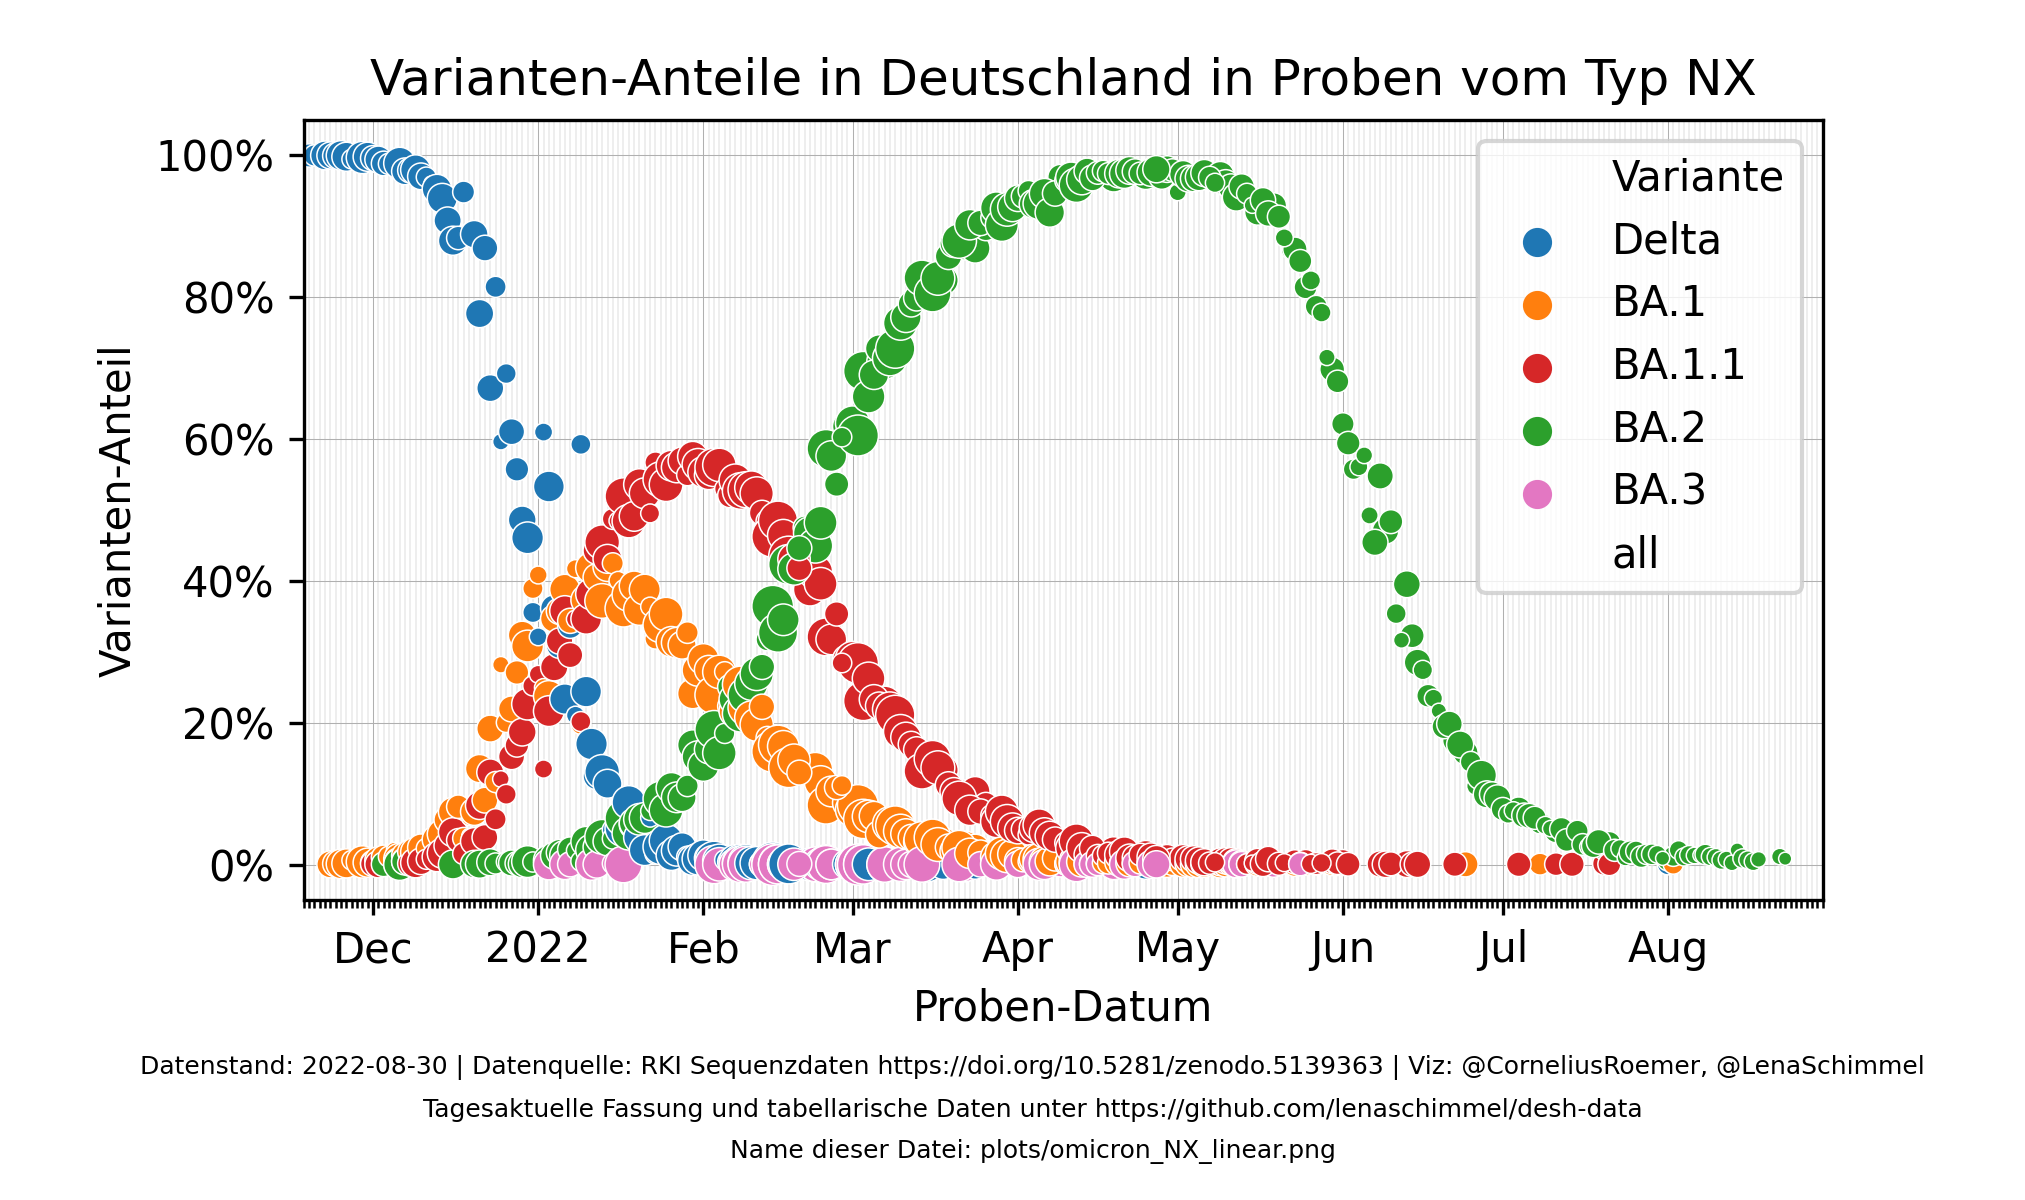 Varianten-Anteile in Deutschland in Proben vom Typ NX
100%
80%
60%
40%
20%
0%
Varianten-Anteil
Variante
Delta
BA.1
BA.1.1
BA.2
BA.3
all
Dec 2022 Feb Mar Apr May Jun Jul Aug
Proben-Datum
Datenstand: 2022-08-30 | Datenquelle: RKI Sequenzdaten https://doi.org/10.5281/zenodo.5139363 | Viz: @CorneliusRoemer, @LenaSchimmel
Tagesaktuelle Fassung und tabellarische Daten unter https://github.com/lenaschimmel/desh-data
Name dieser Datei: plots/omicron_NX_linear.png